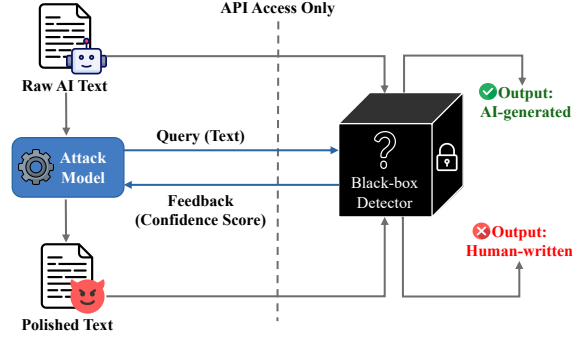 API Access Only
Raw AI Text
Output:
AI-generated
Query (Text)
Attack
Model
?
Black-box
Detector
Feedback
(Confidence Score)
Output:
Human-written
Polished Text